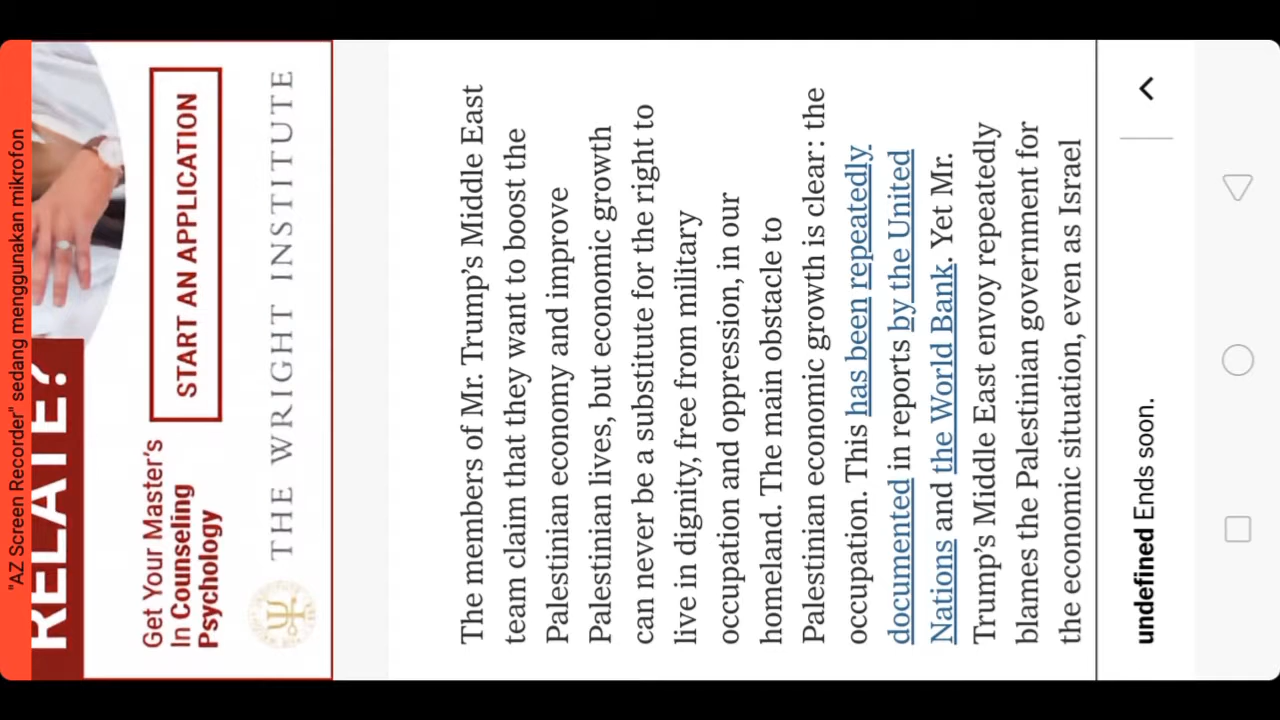 "AZ Screen Recorder" sedang menggunakan mikrofon
RELATE?
Get Your Master's
In Counseling
Psychology
START AN APPLICATION
THE WRIGHT INSTITUTE
The members of Mr. Trump’s Middle East
team claim that they want to boost the
Palestinian economy and improve
Palestinian lives, but economic growth
can never be a substitute for the right to
live in dignity, free from military
occupation and oppression, in our
homeland. The main obstacle to
Palestinian economic growth is clear: the
occupation. This has been repeatedly
documented in reports by the United
Nations and the World Bank. Yet Mr.
Trump’s Middle East envoy repeatedly
blames the Palestinian government for
the economic situation, even as Israel
undefined Ends soon.